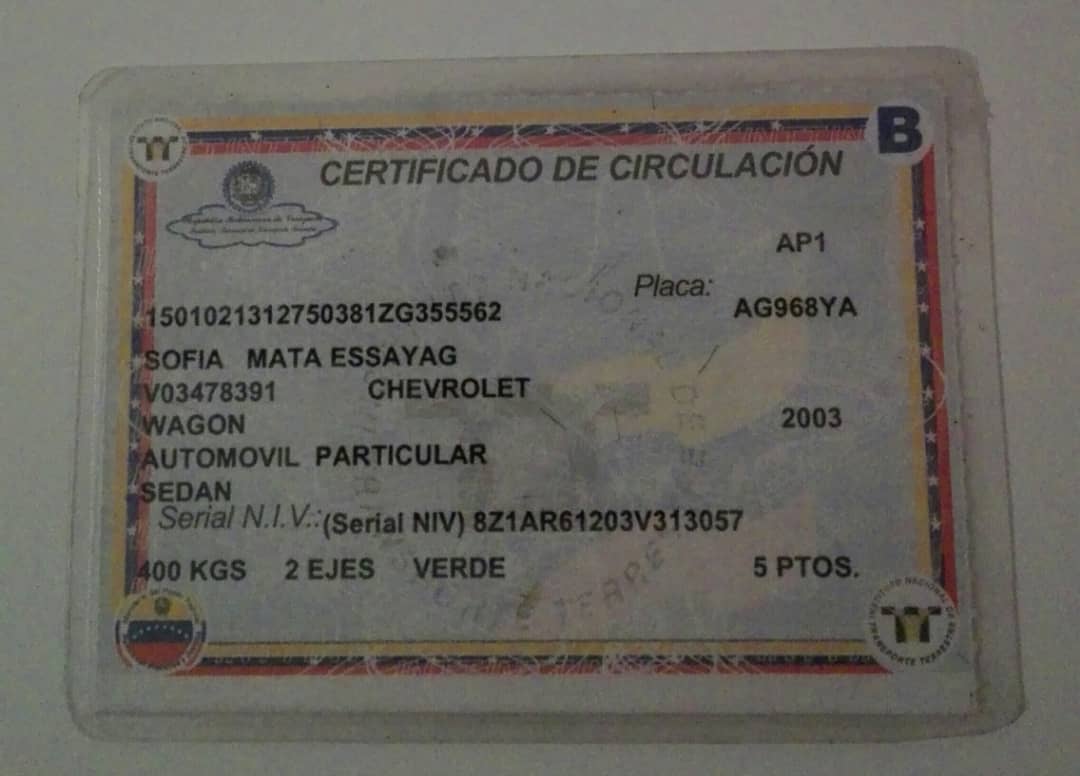 B
CERTIFICADO DE CIRCULACIÓN
AP1
Placa:
1501021312750381ZG355562 AG968YA
SOFIA MATA ESSAYAG
V03478391 CHEVROLET
WAGON 2003
AUTOMOVIL PARTICULAR
SEDAN
Serial N.I.V.: (Serial NIV) 8Z1AR61203V313057
400 KGS 2 EJES VERDE 5 PTOS.
INSTITUTO NACIONAL DE TRANSPORTE TERRESTRE